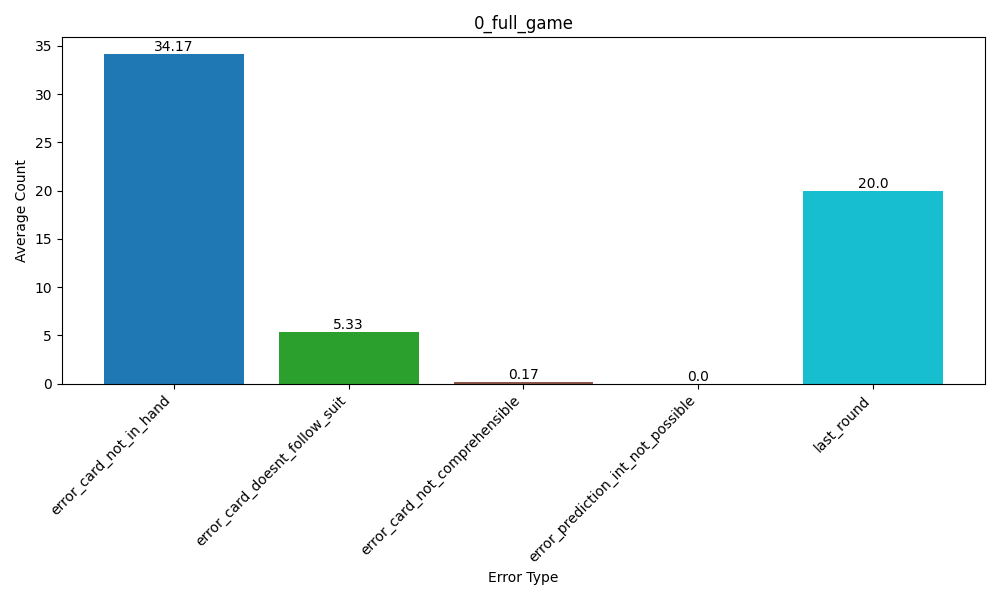 0_full_game
Average Count
35
30
25
20
15
10
5
0
34.17
5.33
0.17
0.0
20.0
error_card_not_in_hand
error_card_doesnt_follow_suit
error_card_not_comprehensible
error_prediction_int_not_possible
last_round
Error Type